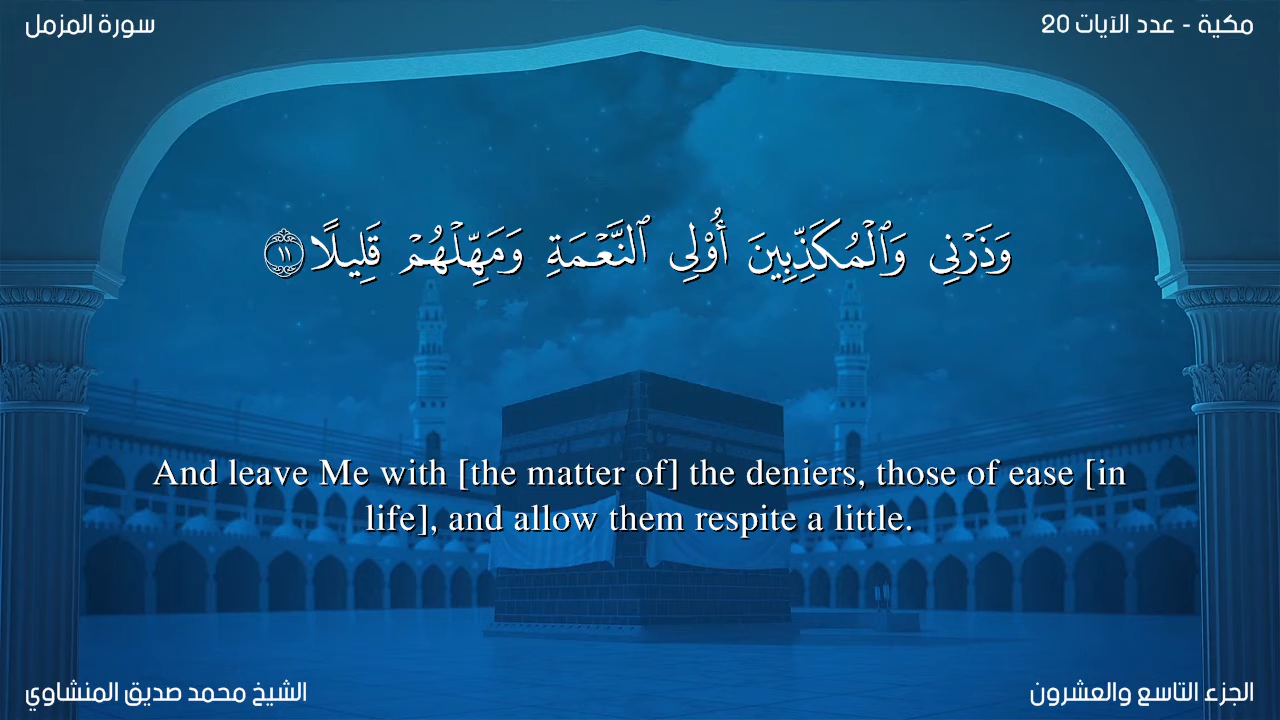 سورة المزمل
مكية - عدد الآيات 20
وَذَرْنِى وَٱلْمُكَذِّبِينَ أُو۟لِى ٱلنَّعْمَةِ وَمَهِّلْهُمْ قَلِيلًا ١١
And leave Me with [the matter of] the deniers, those of ease [in
life], and allow them respite a little.
الشيخ محمد صديق المنشاوي
الجزء التاسع والعشرون